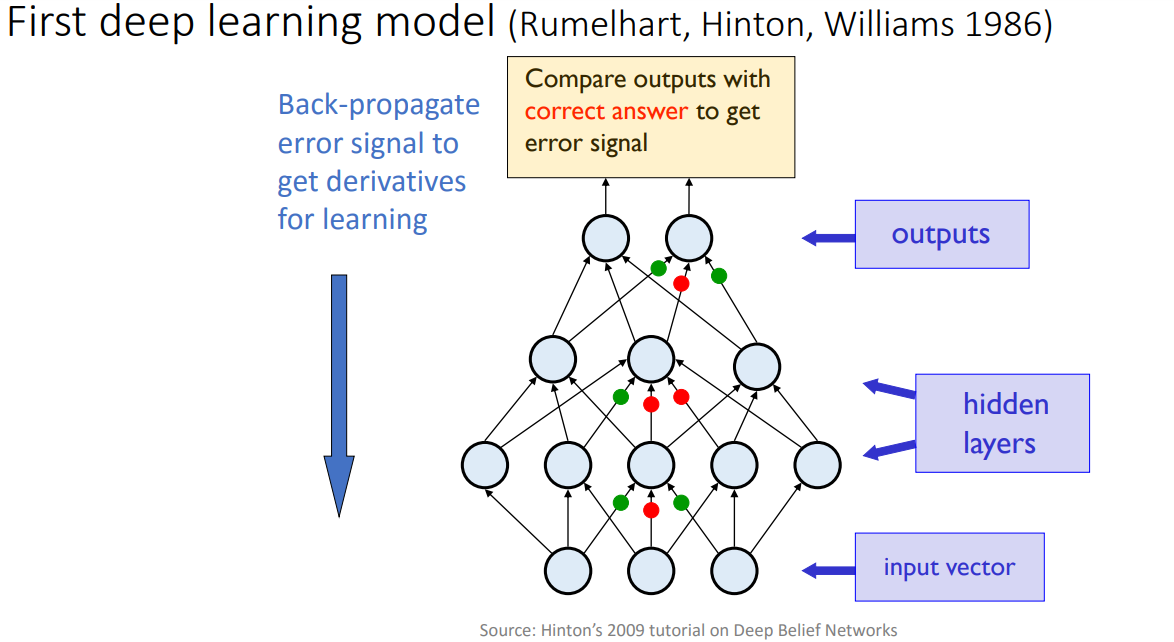 First deep learning model (Rumelhart, Hinton, Williams 1986)
Compare outputs with
correct answer to get
error signal
Back-propagate
error signal to
get derivatives
for learning
outputs
hidden
layers
input vector
Source: Hinton's 2009 tutorial on Deep Belief Networks